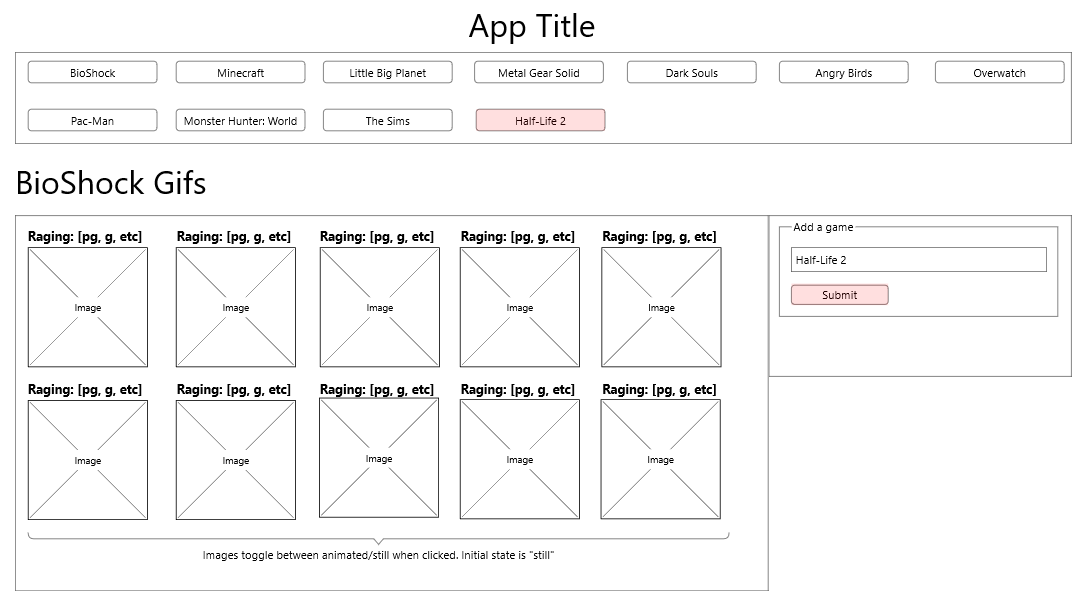 App Title
BioShock
Minecraft
Little Big Planet
Metal Gear Solid
Dark Souls
Angry Birds
Overwatch
Pac-Man
Monster Hunter: World
The Sims
Half-Life 2
BioShock Gifs
Raging: [pg, g, etc]
Raging: [pg, g, etc]
Raging: [pg, g, etc]
Raging: [pg, g, etc]
Raging: [pg, g, etc]
Image
Image
Image
Image
Image
Raging: [pg, g, etc]
Raging: [pg, g, etc]
Raging: [pg, g, etc]
Raging: [pg, g, etc]
Raging: [pg, g, etc]
Image
Image
Image
Image
Image
Images toggle between animated/still when clicked. Initial state is "still"
Add a game
Half-Life 2
Submit